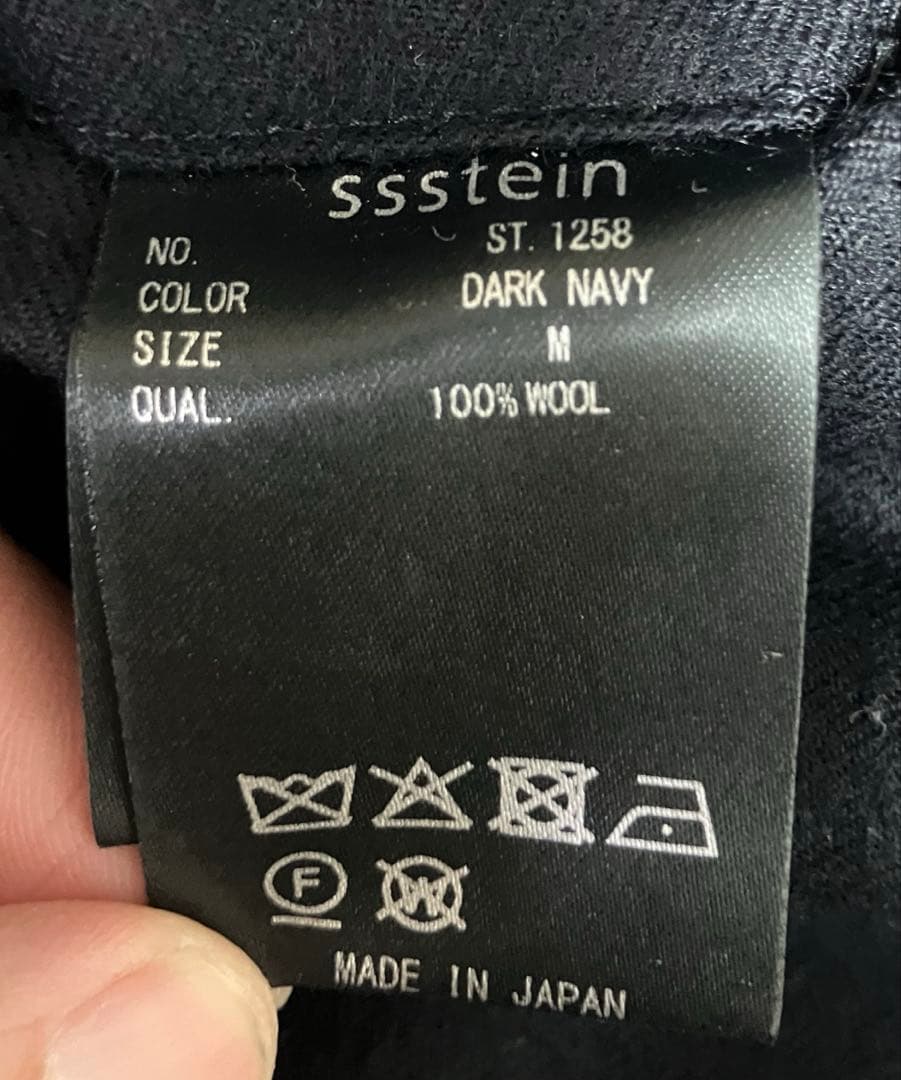 ssstein
NO. ST. 1258
COLOR DARK NAVY
SIZE M
QUAL. 100% WOOL
F
W
MADE IN JAPAN